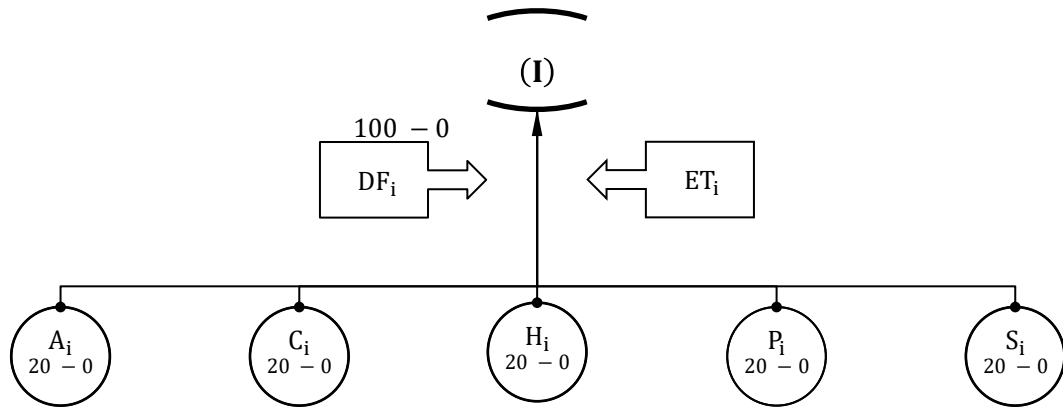 (I)
100 – 0
DFᵢ
ETᵢ
Aᵢ
20 – 0
Cᵢ
20 – 0
Hᵢ
20 – 0
Pᵢ
20 – 0
Sᵢ
20 – 0